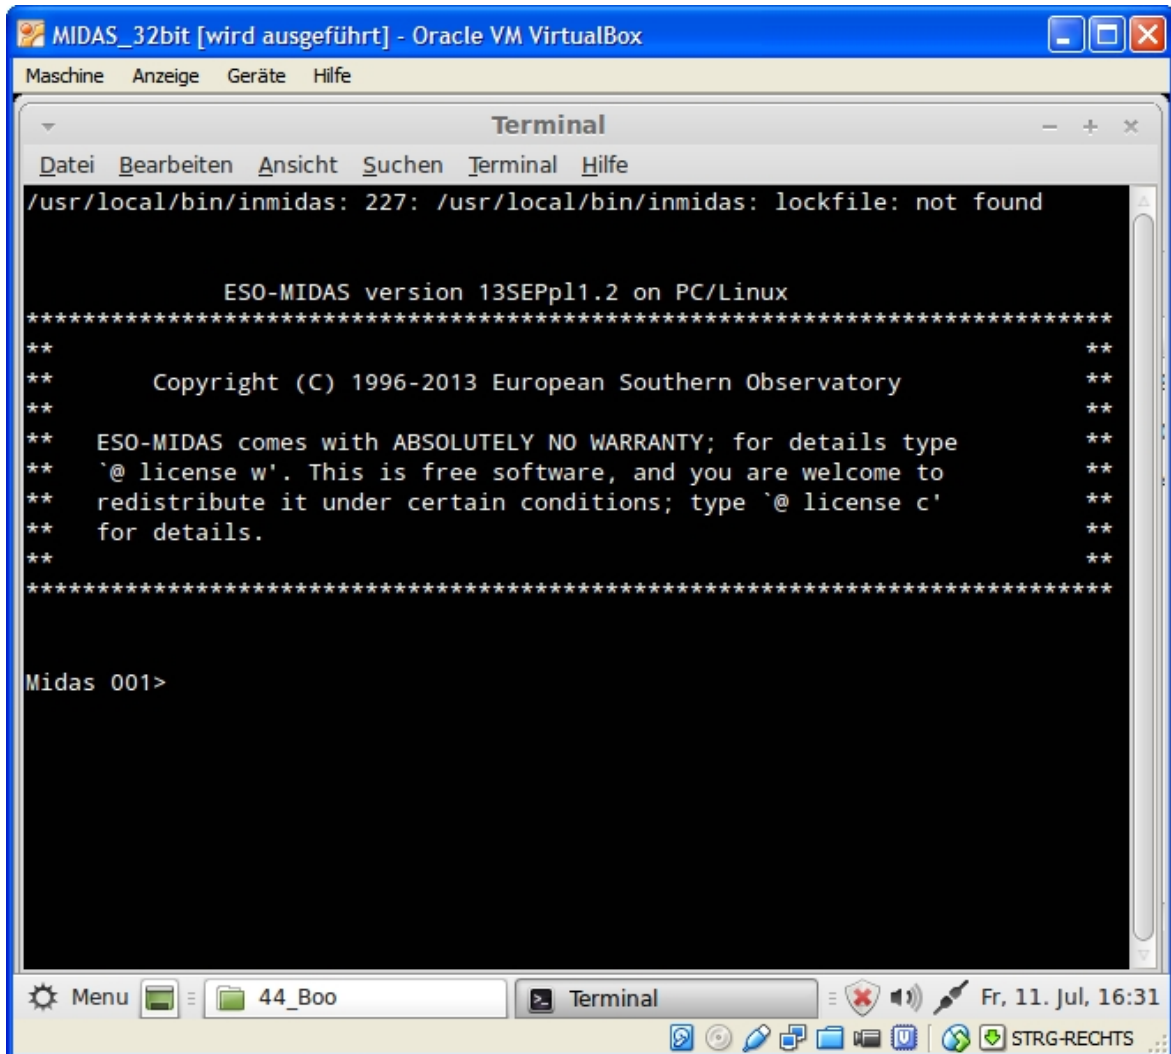 MIDAS_32bit [wird ausgeführt] - Oracle VM VirtualBox
Maschine Anzeige Geräte Hilfe
Terminal
Datei Bearbeiten Ansicht Suchen Terminal Hilfe
/usr/local/bin/inmidas: 227: /usr/local/bin/inmidas: lockfile: not found
ESO-MIDAS version 13SEPpl1.2 on PC/Linux
*****************************************************************************
** **
** Copyright (C) 1996-2013 European Southern Observatory **
** **
** ESO-MIDAS comes with ABSOLUTELY NO WARRANTY; for details type **
** `@ license w'. This is free software, and you are welcome to **
** redistribute it under certain conditions; type `@ license c' **
** for details. **
** **
*****************************************************************************
Midas 001>
Menu 44_Boo Terminal Fr, 11. Jul, 16:31
STRG-RECHTS